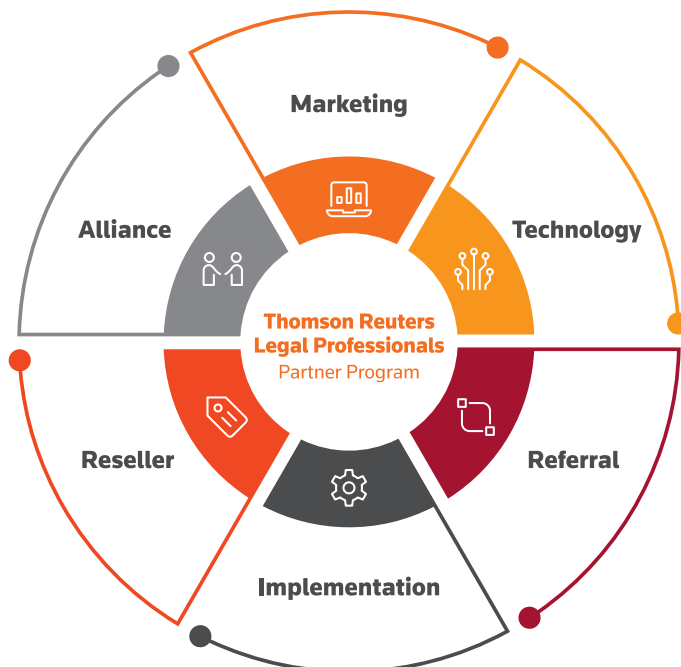 Marketing
Alliance
Technology
Thomson Reuters
Legal Professionals
Partner Program
Reseller
Referral
Implementation